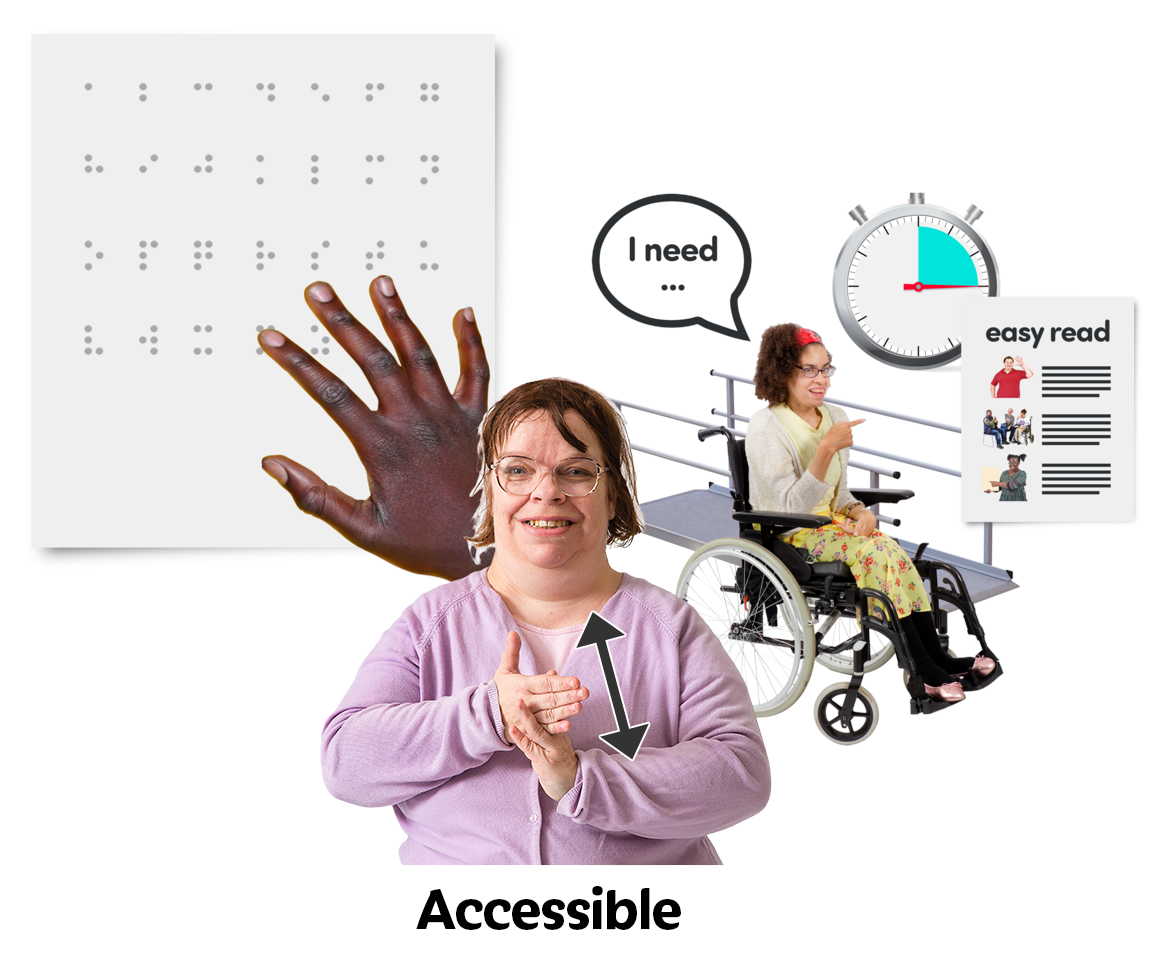 ⠁ ⠃ ⠉ ⠙ ⠑ ⠋ ⠛
⠓ ⠊ ⠚ ⠅ ⠇ ⠍ ⠝
⠕ ⠏ ⠟ ⠗ ⠎ ⠞ ⠥
⠧ ⠺ ⠭
I need
...
easy read
Accessible